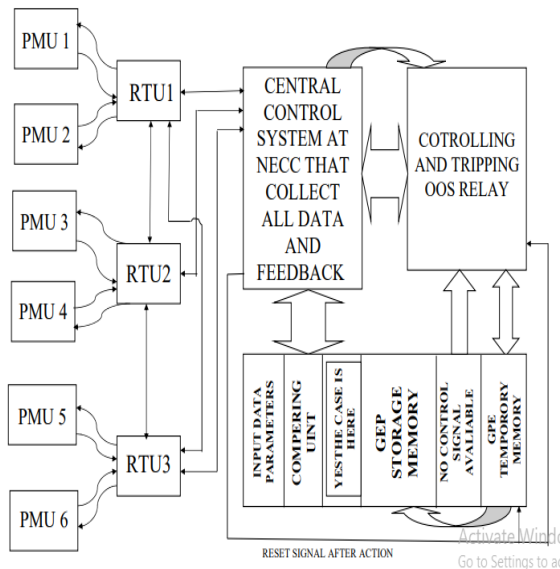 PMU 1
PMU 2
PMU 3
PMU 4
PMU 5
PMU 6
RTU1
RTU2
RTU3
CENTRAL
CONTROL
SYSTEM AT
NECC THAT
COLLECT
ALL DATA
AND
FEEDBACK
COTROLLING
AND TRIPPING
OOS RELAY
INPUT DATA
PARAMETERS
COMPERING
UINT
YESTHE CASE IS
HERE
GEP
STORAGE
MEMORY
NO CONTROL
SIGNAL
AVALIABLE
GPE
TEMPORORY
MEMORY
RESET SIGNAL AFTER ACTION
Activate Windo
Go to Settings to a